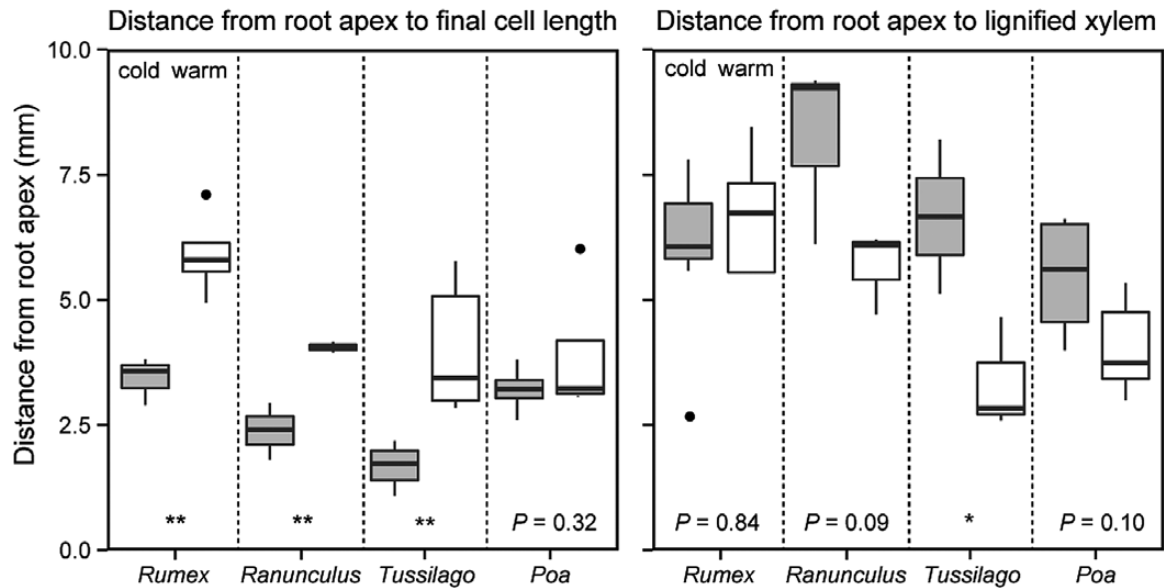 Distance from root apex to final cell length
Distance from root apex to lignified xylem
Distance from root apex (mm)
10.0
7.5
5.0
2.5
0.0
cold warm
cold warm
** ** ** P = 0.32
P = 0.84 P = 0.09 * P = 0.10
Rumex Ranunculus Tussilago Poa
Rumex Ranunculus Tussilago Poa